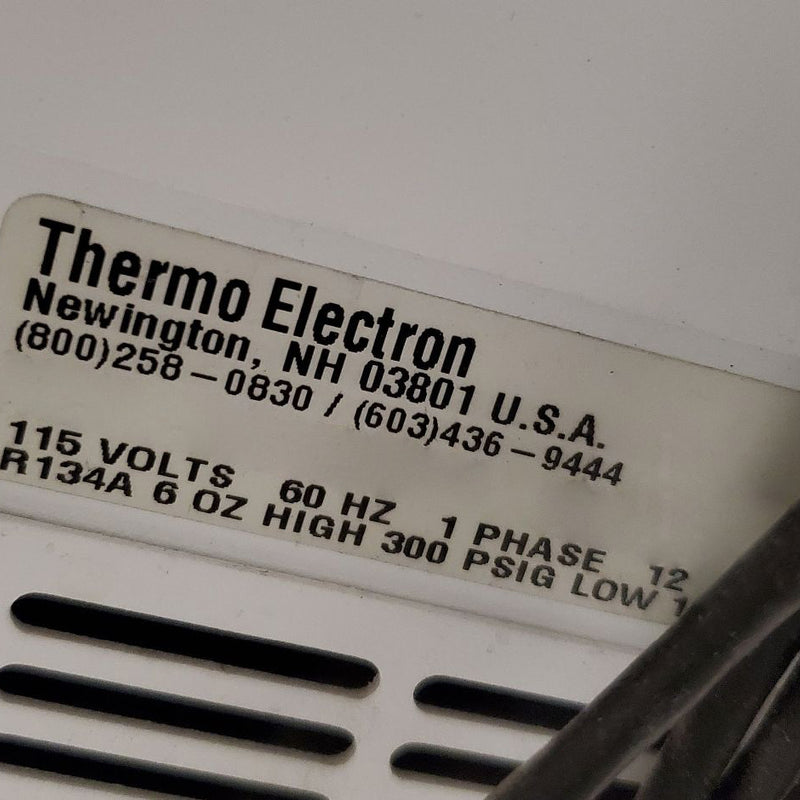 Thermo Electron
Newington, NH 03801 U.S.A.
(800)258-0830 / (603)436-9444
115 VOLTS 60 HZ 1 PHASE 12
R134A 6 OZ HIGH 300 PSIG LOW